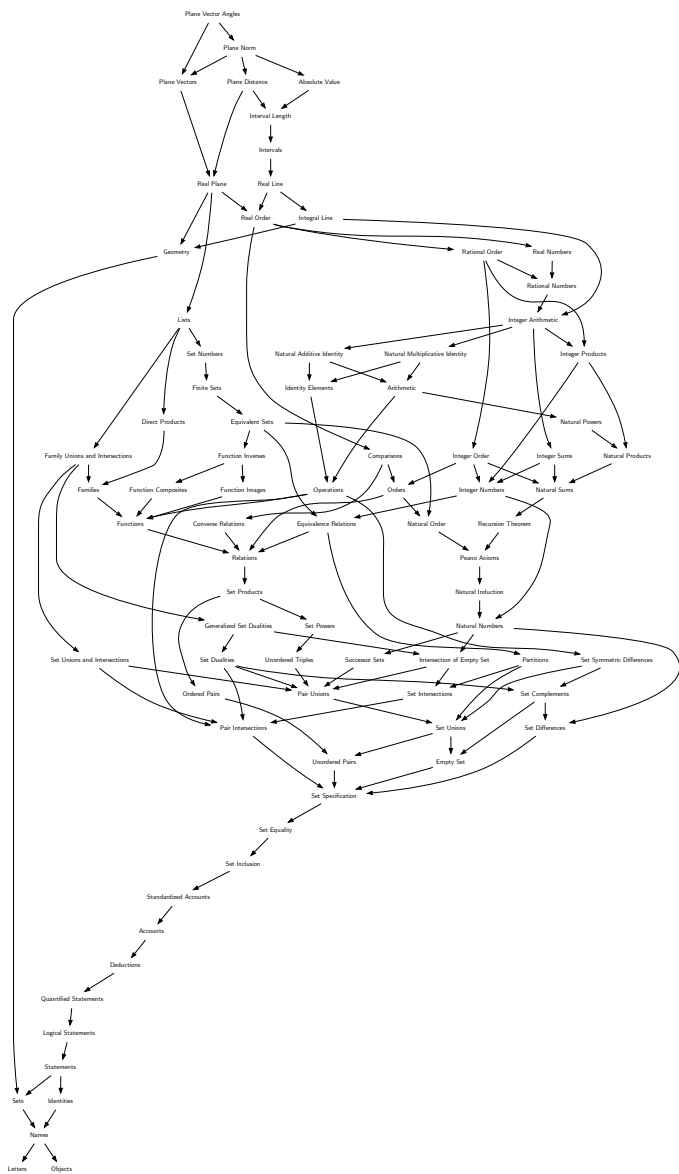 Plane Vector Angles
Plane Norm
Plane Vectors Plane Distance Absolute Value
Interval Length
Intervals
Real Plane Real Line
Real Order Integral Line
Geometry Rational Order Real Numbers
Rational Numbers
Lists Integer Arithmetic
Set Numbers Natural Additive Identity Natural Multiplicative Identity Integer Products
Finite Sets Identity Elements Arithmetic
Direct Products Equivalent Sets Natural Powers
Family Unions and Intersections Function Inverses Comparisons Integer Order Integer Sums Natural Products
Families Function Composites Function Images Operations Orders Integer Numbers Natural Sums
Functions Converse Relations Equivalence Relations Natural Order Recursion Theorem
Relations Peano Axioms
Set Products Natural Induction
Generalized Set Dualities Set Powers Natural Numbers
Set Unions and Intersections Set Dualities Unordered Triples Successor Sets Intersection of Empty Set Partitions Set Symmetric Differences
Ordered Pairs Pair Unions Set Intersections Set Complements
Pair Intersections Set Unions Set Differences
Unordered Pairs Empty Set
Set Specification
Set Equality
Set Inclusion
Standardized Accounts
Accounts
Deductions
Quantified Statements
Logical Statements
Statements
Sets Identities
Names
Letters Objects